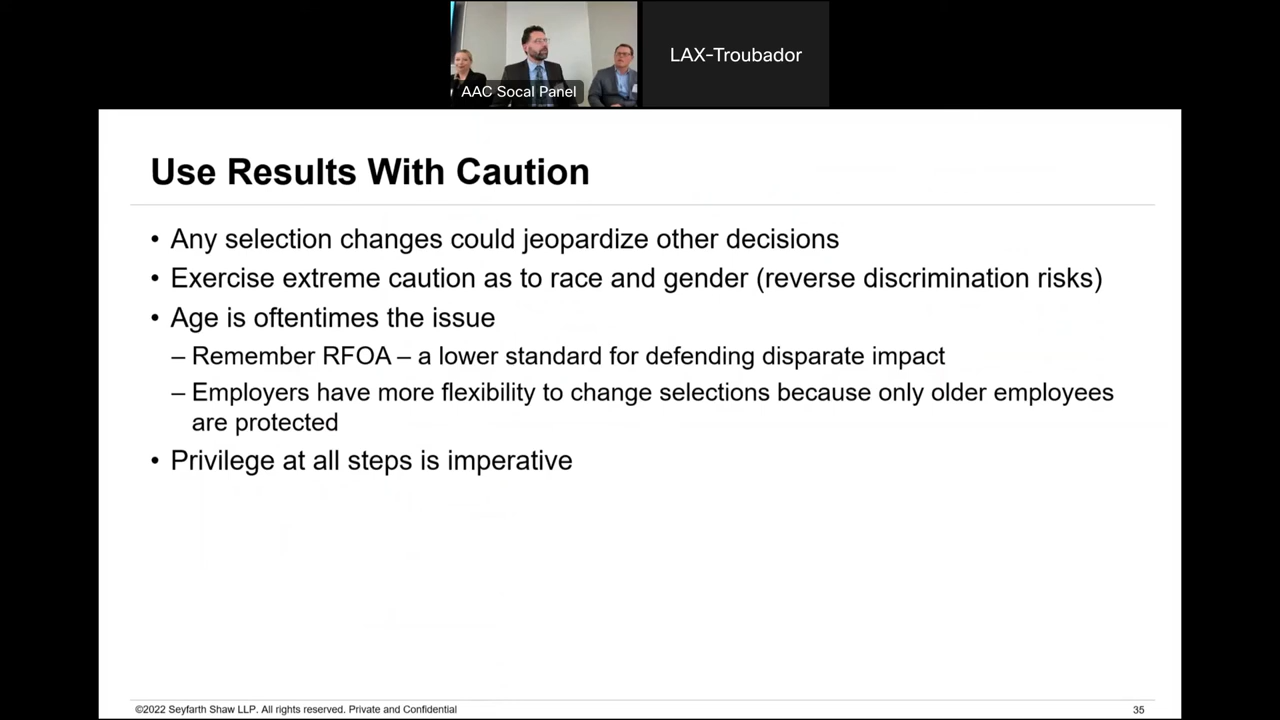 AAC Socal Panel
LAX-Troubador
Use Results With Caution
• Any selection changes could jeopardize other decisions
• Exercise extreme caution as to race and gender (reverse discrimination risks)
• Age is oftentimes the issue
– Remember RFOA – a lower standard for defending disparate impact
– Employers have more flexibility to change selections because only older employees
are protected
• Privilege at all steps is imperative
©2022 Seyfarth Shaw LLP. All rights reserved. Private and Confidential
35